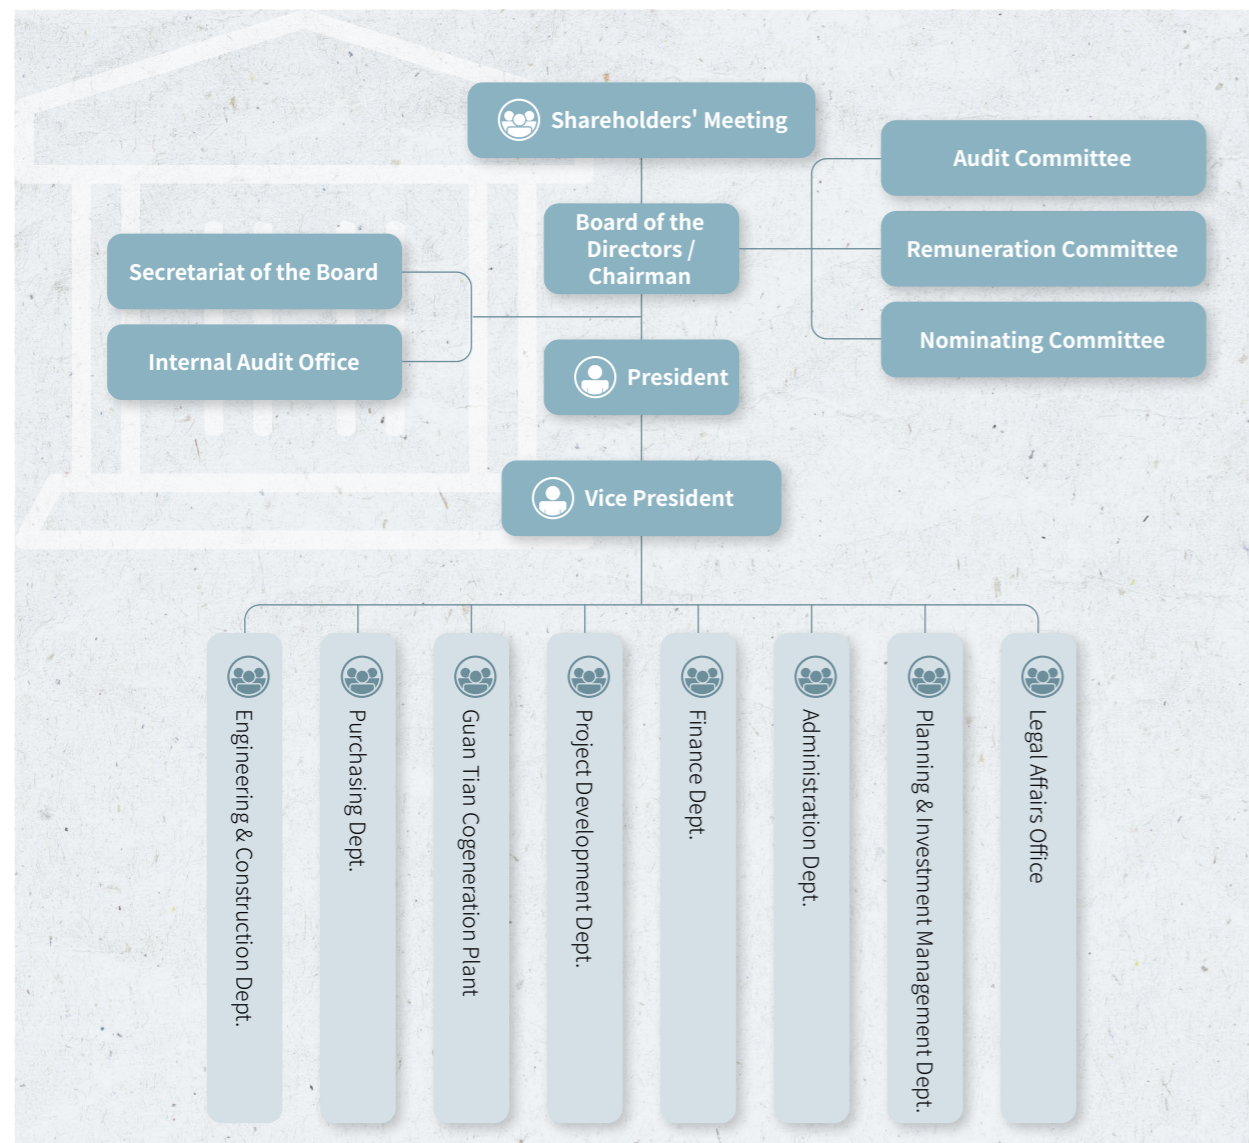 Shareholders' Meeting
Audit Committee
Board of the
Directors /
Chairman
Remuneration Committee
Secretariat of the Board
Nominating Committee
Internal Audit Office
President
Vice President
Engineering & Construction Dept.
Purchasing Dept.
Guan Tian Cogeneration Plant
Project Development Dept.
Finance Dept.
Administration Dept.
Planning & Investment Management Dept.
Legal Affairs Office